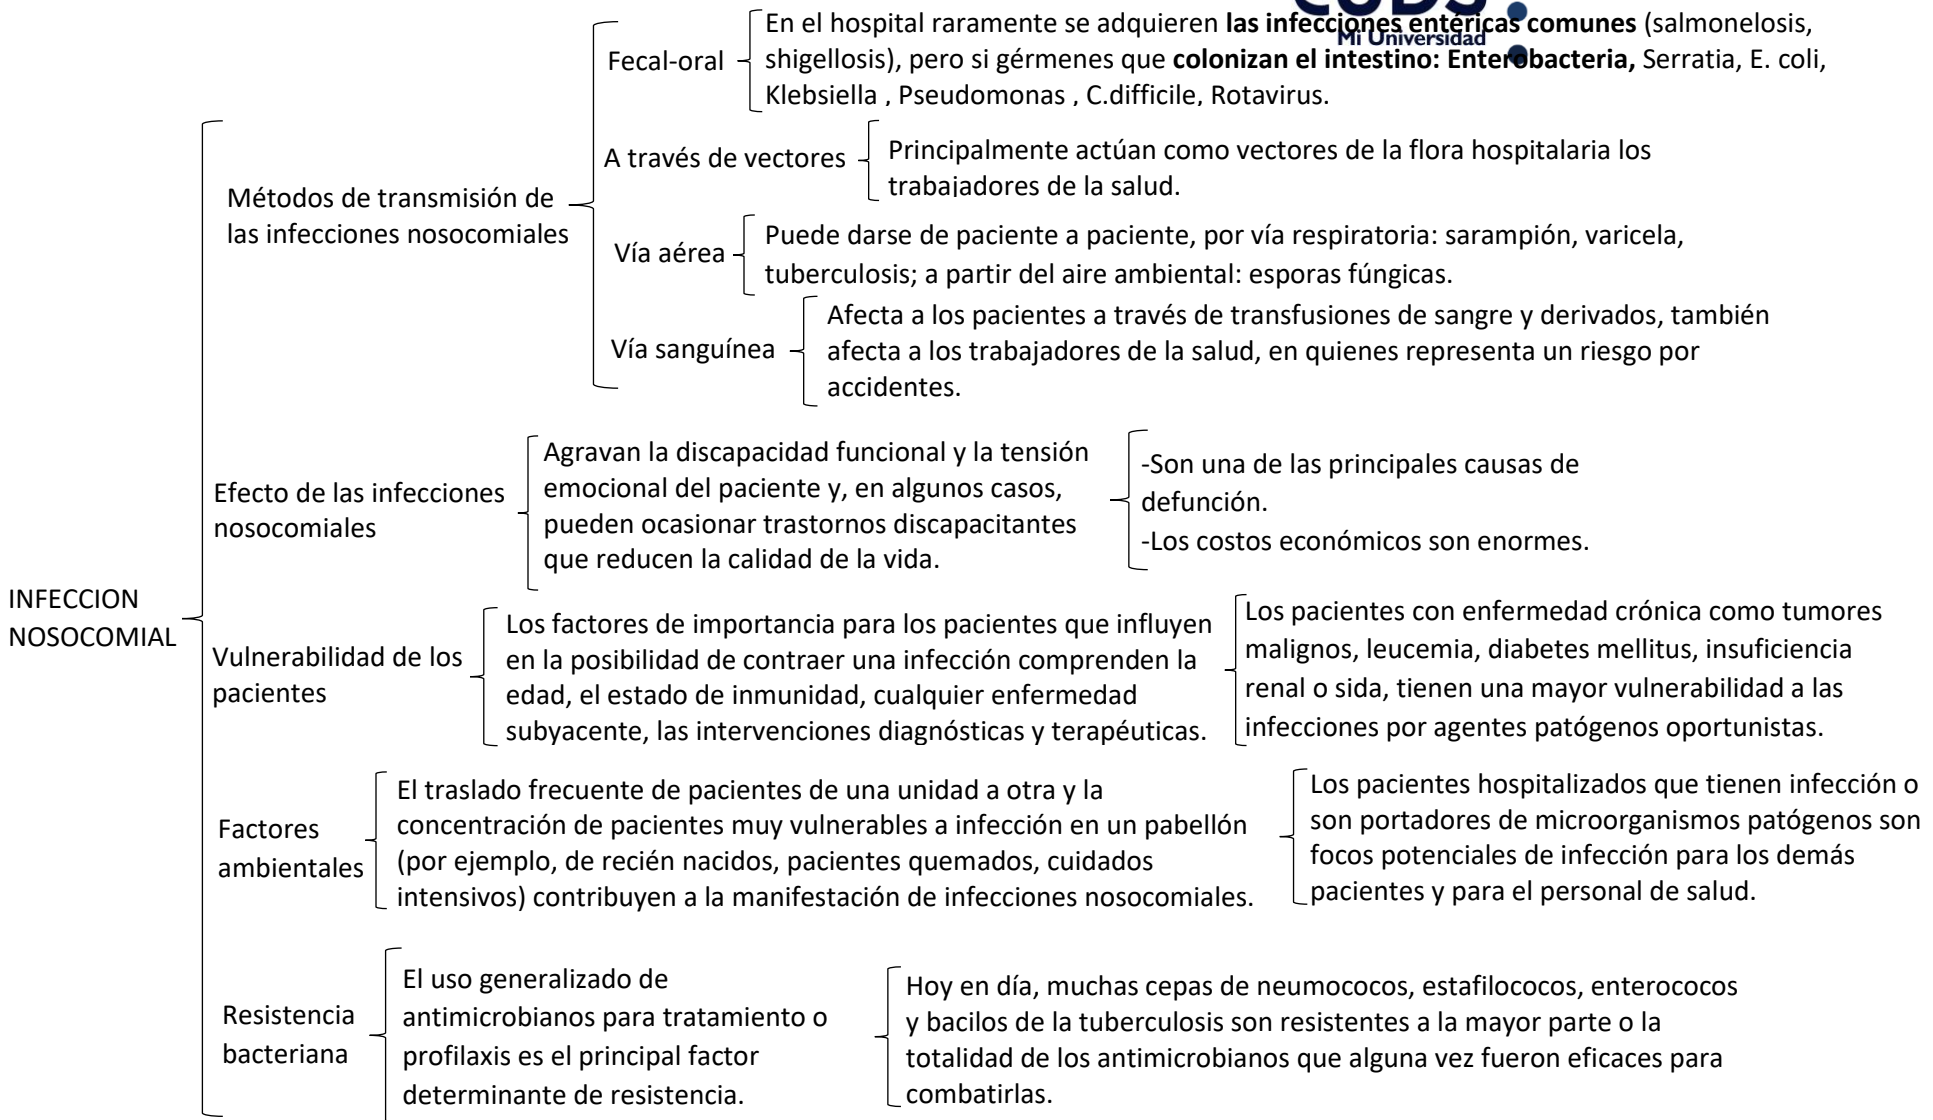 Mi Universidad
Fecal-oral
En el hospital raramente se adquieren las infecciones entéricas comunes (salmonelosis,
shigellosis), pero si gérmenes que colonizan el intestino: Enterobacteria, Serratia, E. coli,
Klebsiella , Pseudomonas , C.difficile, Rotavirus.
A través de vectores
Principalmente actúan como vectores de la flora hospitalaria los
trabajadores de la salud.
Métodos de transmisión de
las infecciones nosocomiales
Vía aérea
Puede darse de paciente a paciente, por vía respiratoria: sarampión, varicela,
tuberculosis; a partir del aire ambiental: esporas fúngicas.
Vía sanguínea
Afecta a los pacientes a través de transfusiones de sangre y derivados, también
afecta a los trabajadores de la salud, en quienes representa un riesgo por
accidentes.
Efecto de las infecciones
nosocomiales
Agravan la discapacidad funcional y la tensión
emocional del paciente y, en algunos casos,
pueden ocasionar trastornos discapacitantes
que reducen la calidad de la vida.
-Son una de las principales causas de
defunción.
-Los costos económicos son enormes.
INFECCION
NOSOCOMIAL
Vulnerabilidad de los
pacientes
Los factores de importancia para los pacientes que influyen
en la posibilidad de contraer una infección comprenden la
edad, el estado de inmunidad, cualquier enfermedad
subyacente, las intervenciones diagnósticas y terapéuticas.
Los pacientes con enfermedad crónica como tumores
malignos, leucemia, diabetes mellitus, insuficiencia
renal o sida, tienen una mayor vulnerabilidad a las
infecciones por agentes patógenos oportunistas.
Factores
ambientales
El traslado frecuente de pacientes de una unidad a otra y la
concentración de pacientes muy vulnerables a infección en un pabellón
(por ejemplo, de recién nacidos, pacientes quemados, cuidados
intensivos) contribuyen a la manifestación de infecciones nosocomiales.
Los pacientes hospitalizados que tienen infección o
son portadores de microorganismos patógenos son
focos potenciales de infección para los demás
pacientes y para el personal de salud.
Resistencia
bacteriana
El uso generalizado de
antimicrobianos para tratamiento o
profilaxis es el principal factor
determinante de resistencia.
Hoy en día, muchas cepas de neumococos, estafilococos, enterococos
y bacilos de la tuberculosis son resistentes a la mayor parte o la
totalidad de los antimicrobianos que alguna vez fueron eficaces para
combatirlas.